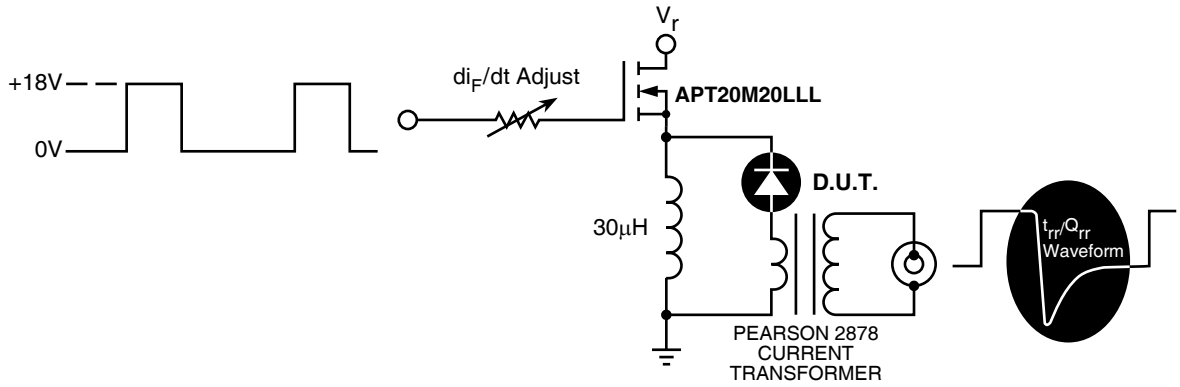 V_r
+18V
di_F/dt Adjust
APT20M20LLL
0V
D.U.T.
30μH
t_rr/Q_rr
Waveform
PEARSON 2878
CURRENT
TRANSFORMER